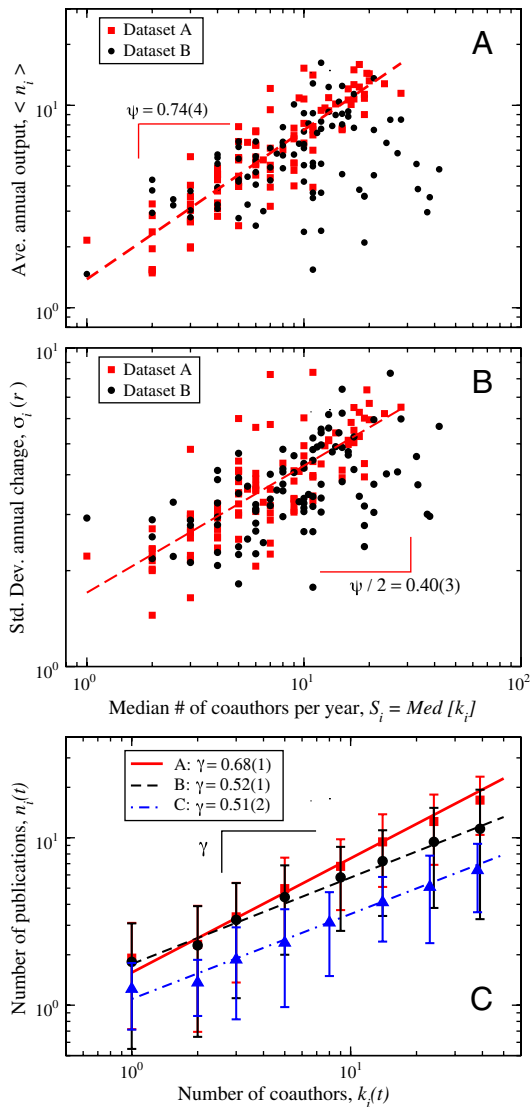 A
Dataset A
Dataset B
ψ = 0.74(4)
Ave. annual output, < n_i >
10^1
10^0
B
Dataset A
Dataset B
ψ / 2 = 0.40(3)
Std. Dev. annual change, σ_i (r)
10^1
10^0
10^0 10^1 10^2
Median # of coauthors per year, S_i = Med [k_i]
A: γ = 0.68(1)
B: γ = 0.52(1)
C: γ = 0.51(2)
γ
C
Number of publications, n_i(t)
10^1
10^0
10^0 10^1
Number of coauthors, k_i(t)